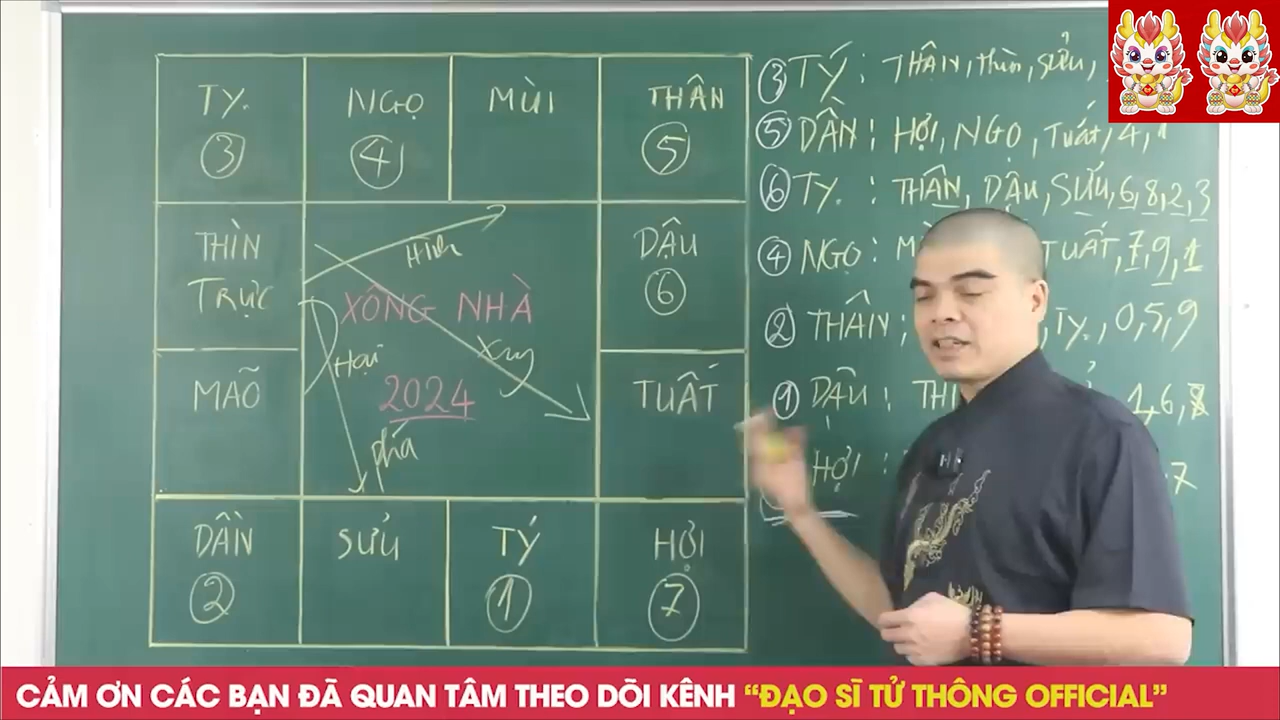 TỴ.
③
NGỌ
④
MÙI
THÂN
⑤
THÌN
TRỰC
DẬU
⑥
MÃO
TUẤT
Hình
XÔNG NHÀ
Xung
Hại
2024
phá
DẦN
②
SỬU
TÝ
①
HỢI
⑦
③ TÝ: THÂN, thìn, SỬU,
⑤ DẦN: HỢI, NGỌ, Tuất, 4, 1
⑥ TỴ.: THÂN, DẬU, SỬU, 6, 8, 2, 3
④ NGỌ: TUẤT, 7, 9, 1
② THÂN: TỴ., 0, 5, 9
① DẬU: 1, 6, 8
HỢI: 7
CẢM ƠN CÁC BẠN ĐÃ QUAN TÂM THEO DÕI KÊNH “ĐẠO SĨ TỬ THÔNG OFFICIAL”